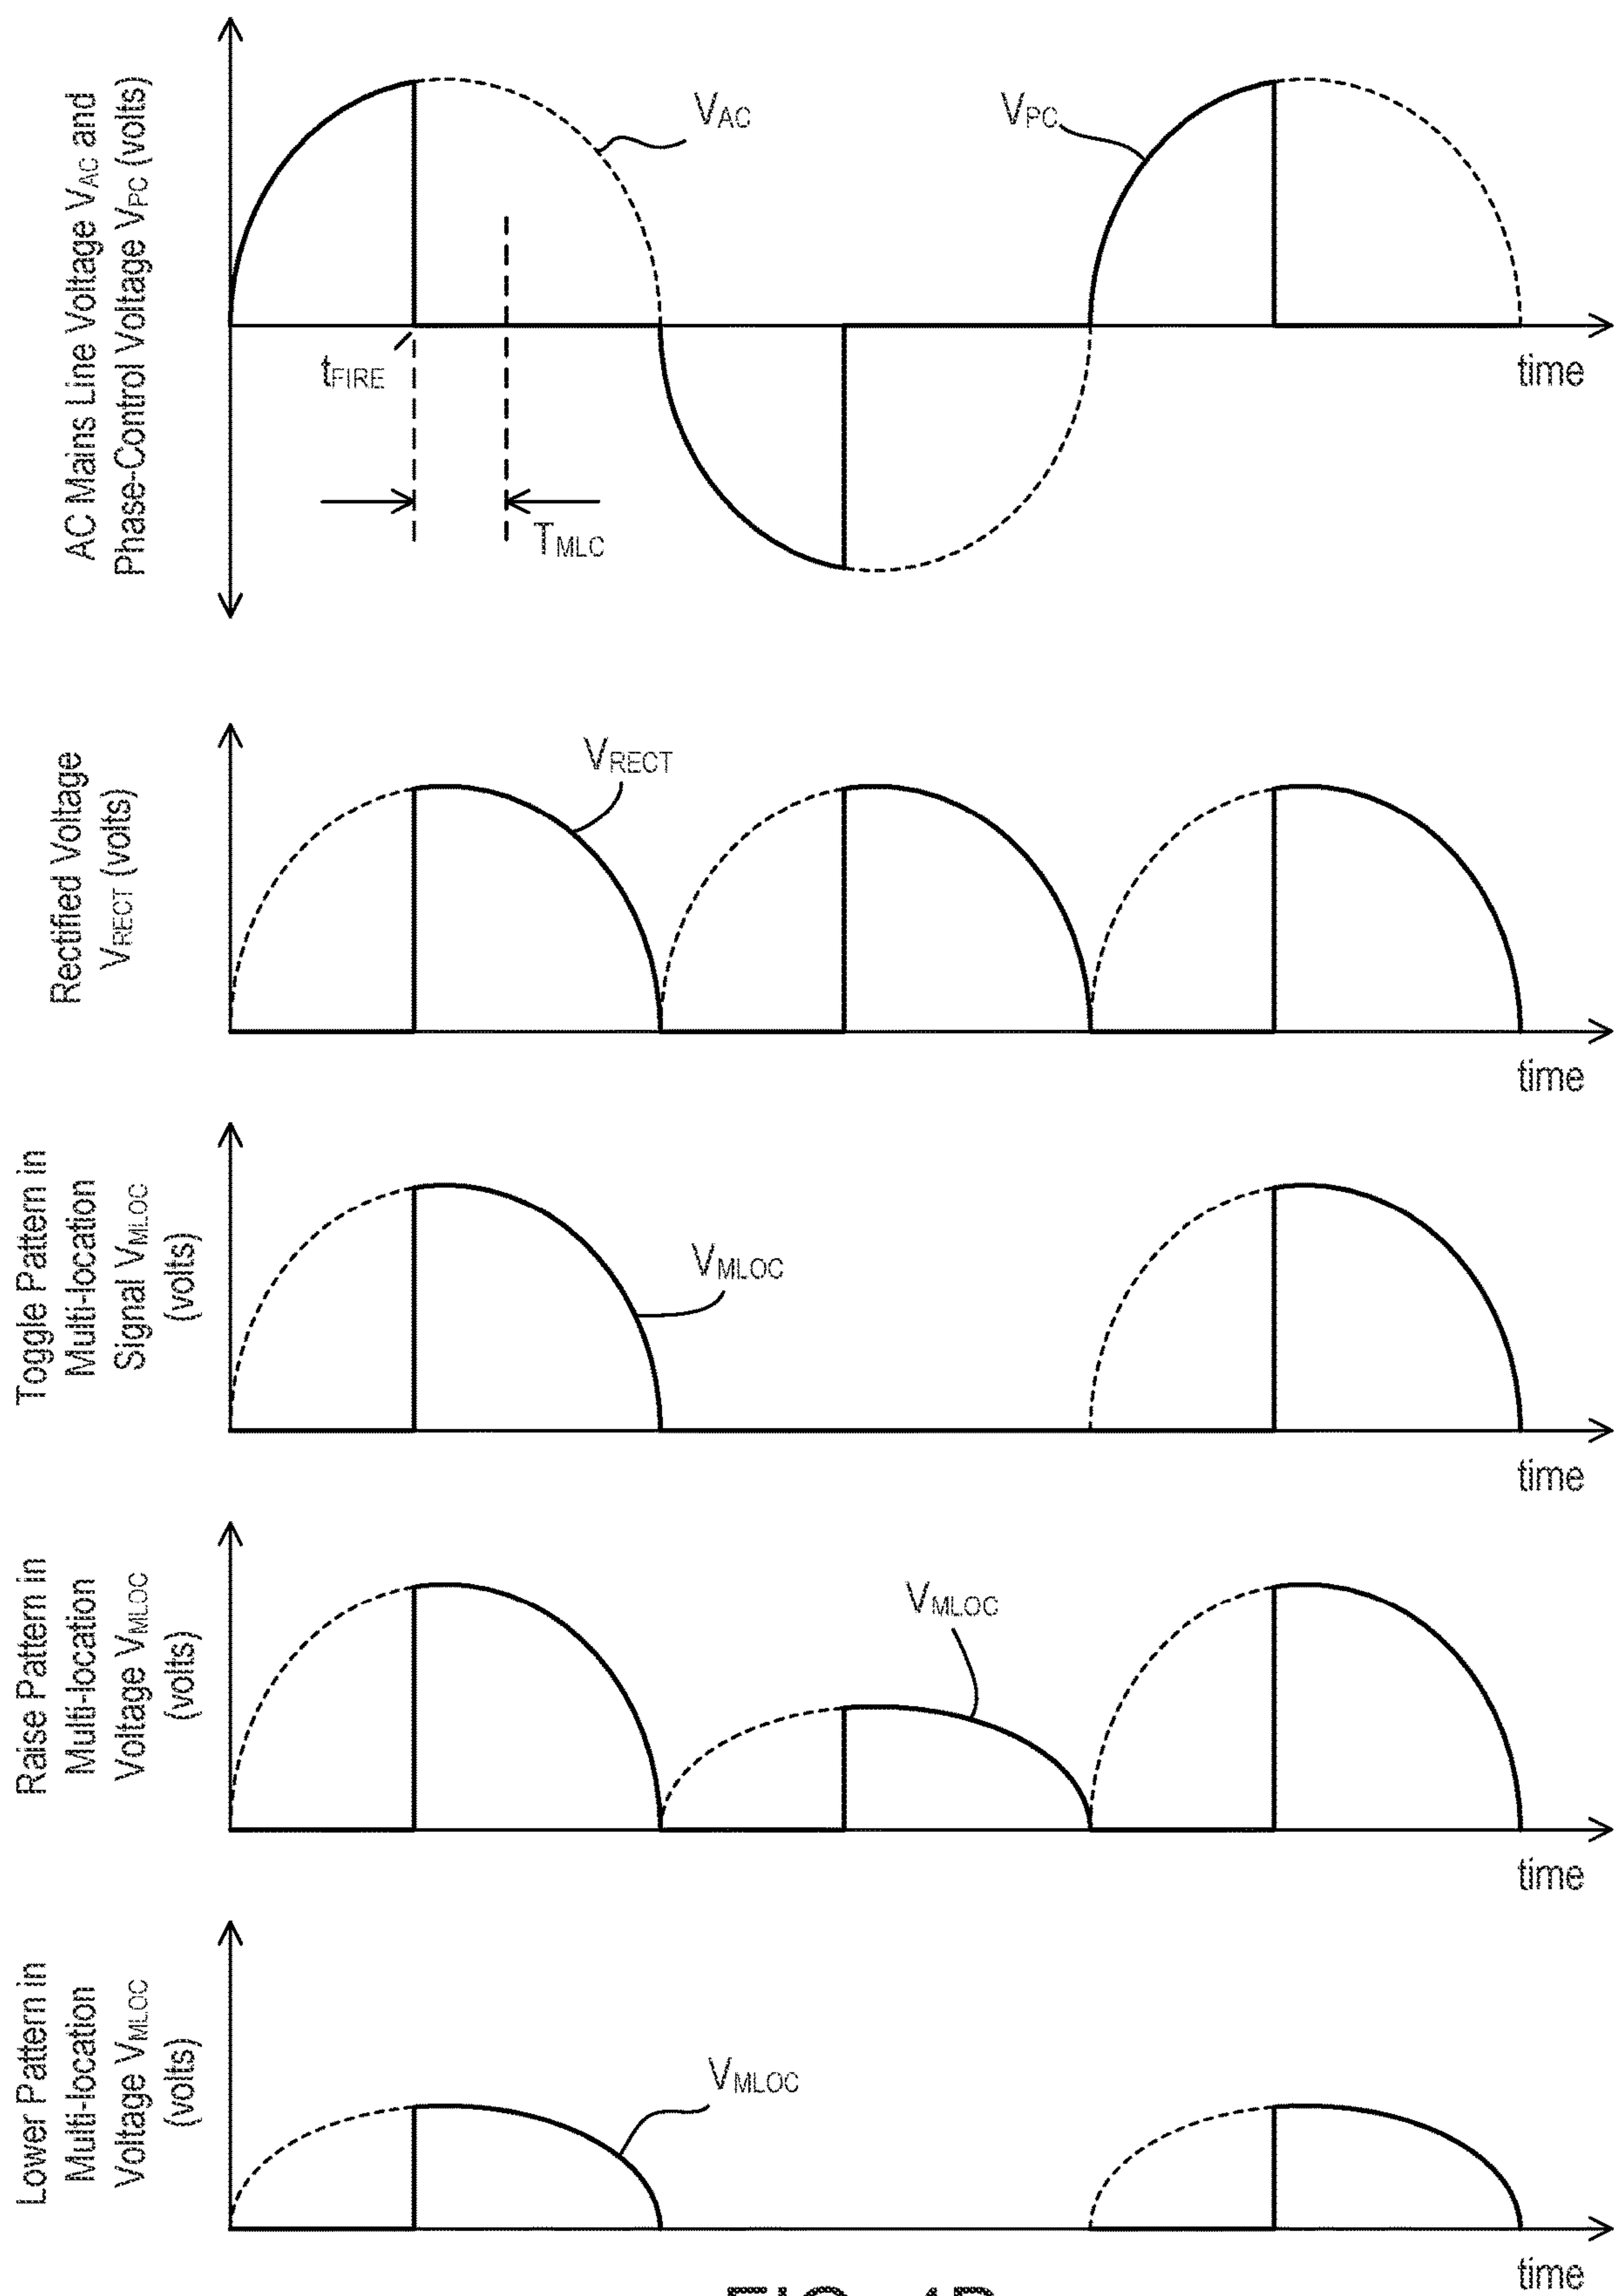 AC Mains Line Voltage VAC and
Phase-Control Voltage VPC (volts)
VAC
VPC
tFIRE
TMLC
time
Rectified Voltage
VRECT (volts)
VRECT
time
Toggle Pattern in
Multi-location
Signal VMLOC
(volts)
VMLOC
time
Raise Pattern in
Multi-location
Voltage VMLOC
(volts)
VMLOC
time
Lower Pattern in
Multi-location
Voltage VMLOC
(volts)
VMLOC
time